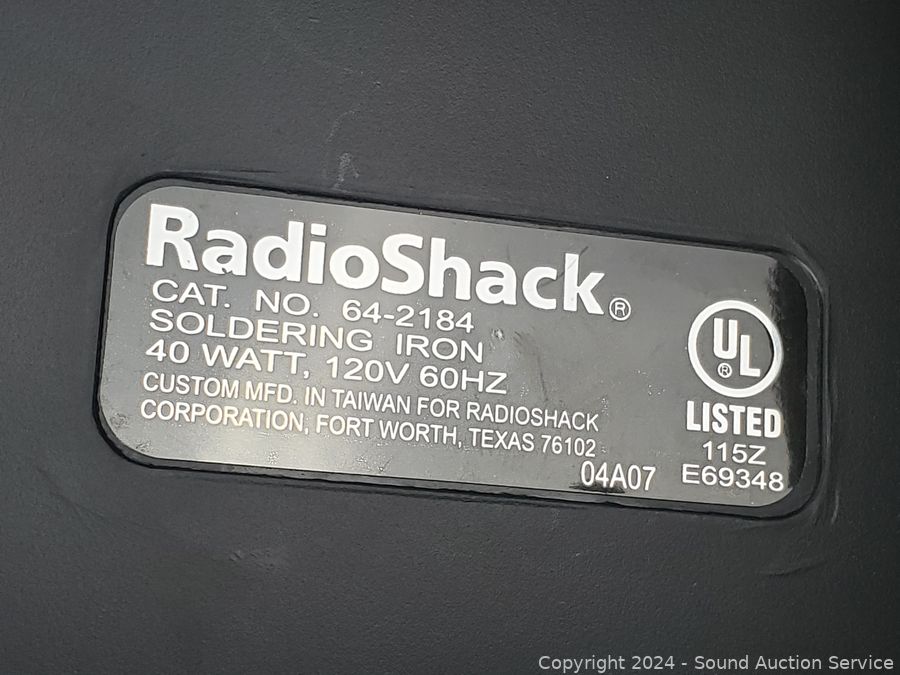 RadioShack®
CAT. NO. 64-2184
SOLDERING IRON
40 WATT, 120V 60HZ
CUSTOM MFD. IN TAIWAN FOR RADIOSHACK
CORPORATION, FORT WORTH, TEXAS 76102
04A07
UL®
LISTED
115Z
E69348
Copyright 2024 - Sound Auction Service